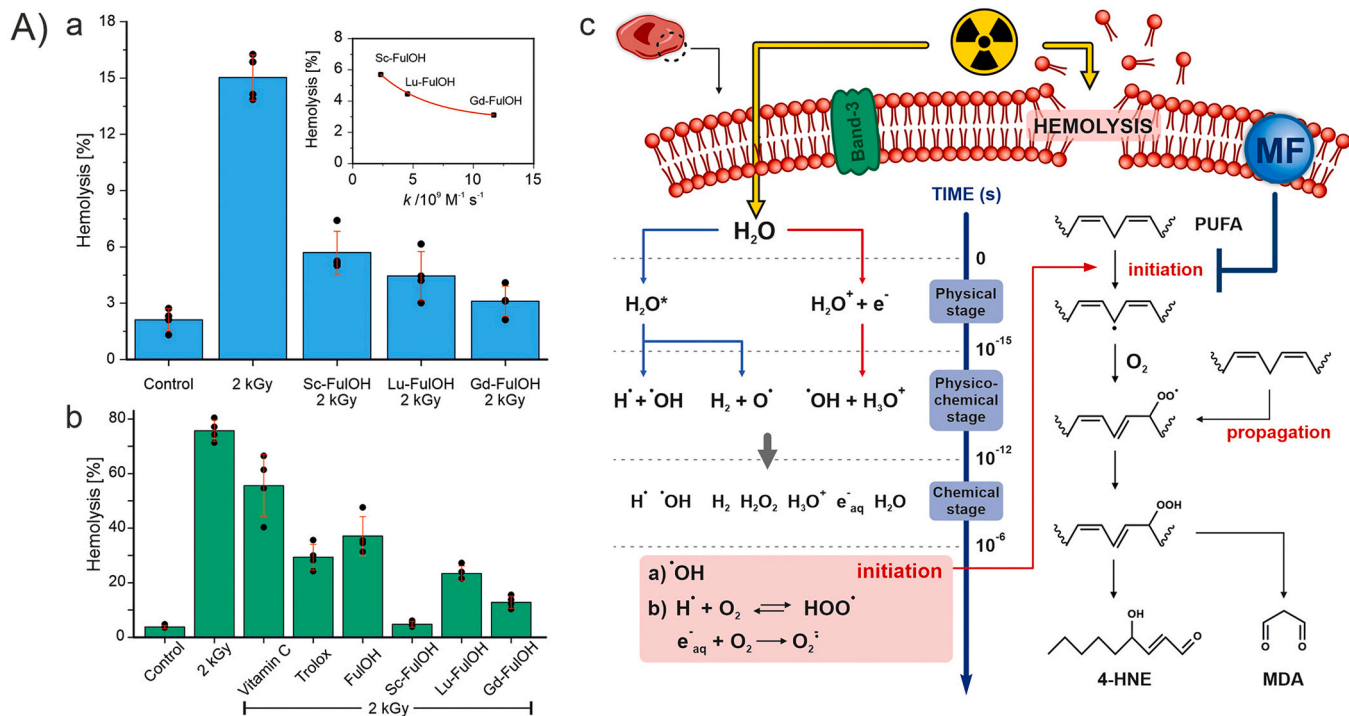 A)
a
Hemolysis [%]
18
15
12
9
6
3
0
Control
2 kGy
Sc-FulOH
2 kGy
Lu-FulOH
2 kGy
Gd-FulOH
2 kGy
Hemolysis [%]
8
6
4
2
0
0
5
10
15
k /10⁹ M⁻¹ s⁻¹
Sc-FulOH
Lu-FulOH
Gd-FulOH
b
Hemolysis [%]
80
60
40
20
0
Control
2 kGy
Vitamin C
Trolox
FulOH
Sc-FulOH
Lu-FulOH
Gd-FulOH
2 kGy
c
Band-3
HEMOLYSIS
MF
TIME (s)
H₂O
0
H₂O*
H₂O⁺ + e⁻
Physical
stage
10⁻¹⁵
H• + •OH
H₂ + O•
•OH + H₃O⁺
Physico-
chemical
stage
10⁻¹²
H• •OH H₂ H₂O₂ H₃O⁺ e⁻aq H₂O
Chemical
stage
10⁻⁶
a) •OH
initiation
b) H• + O₂ ⇌ HOO•
e⁻aq + O₂ → O₂•⁻
PUFA
initiation
•
O₂
OO•
propagation
OOH
OH
O
O O
4-HNE
MDA